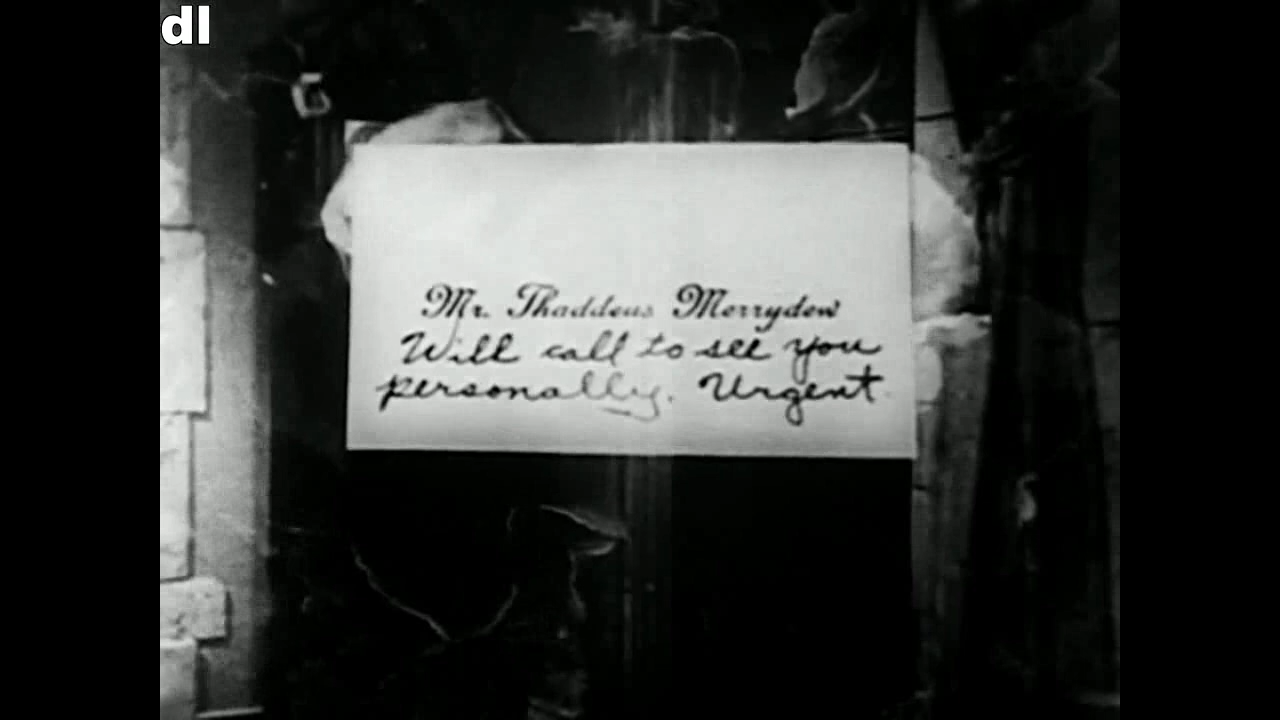 dl
Mr. Thaddeus Merrydew
Will call to see you
personally. Urgent.